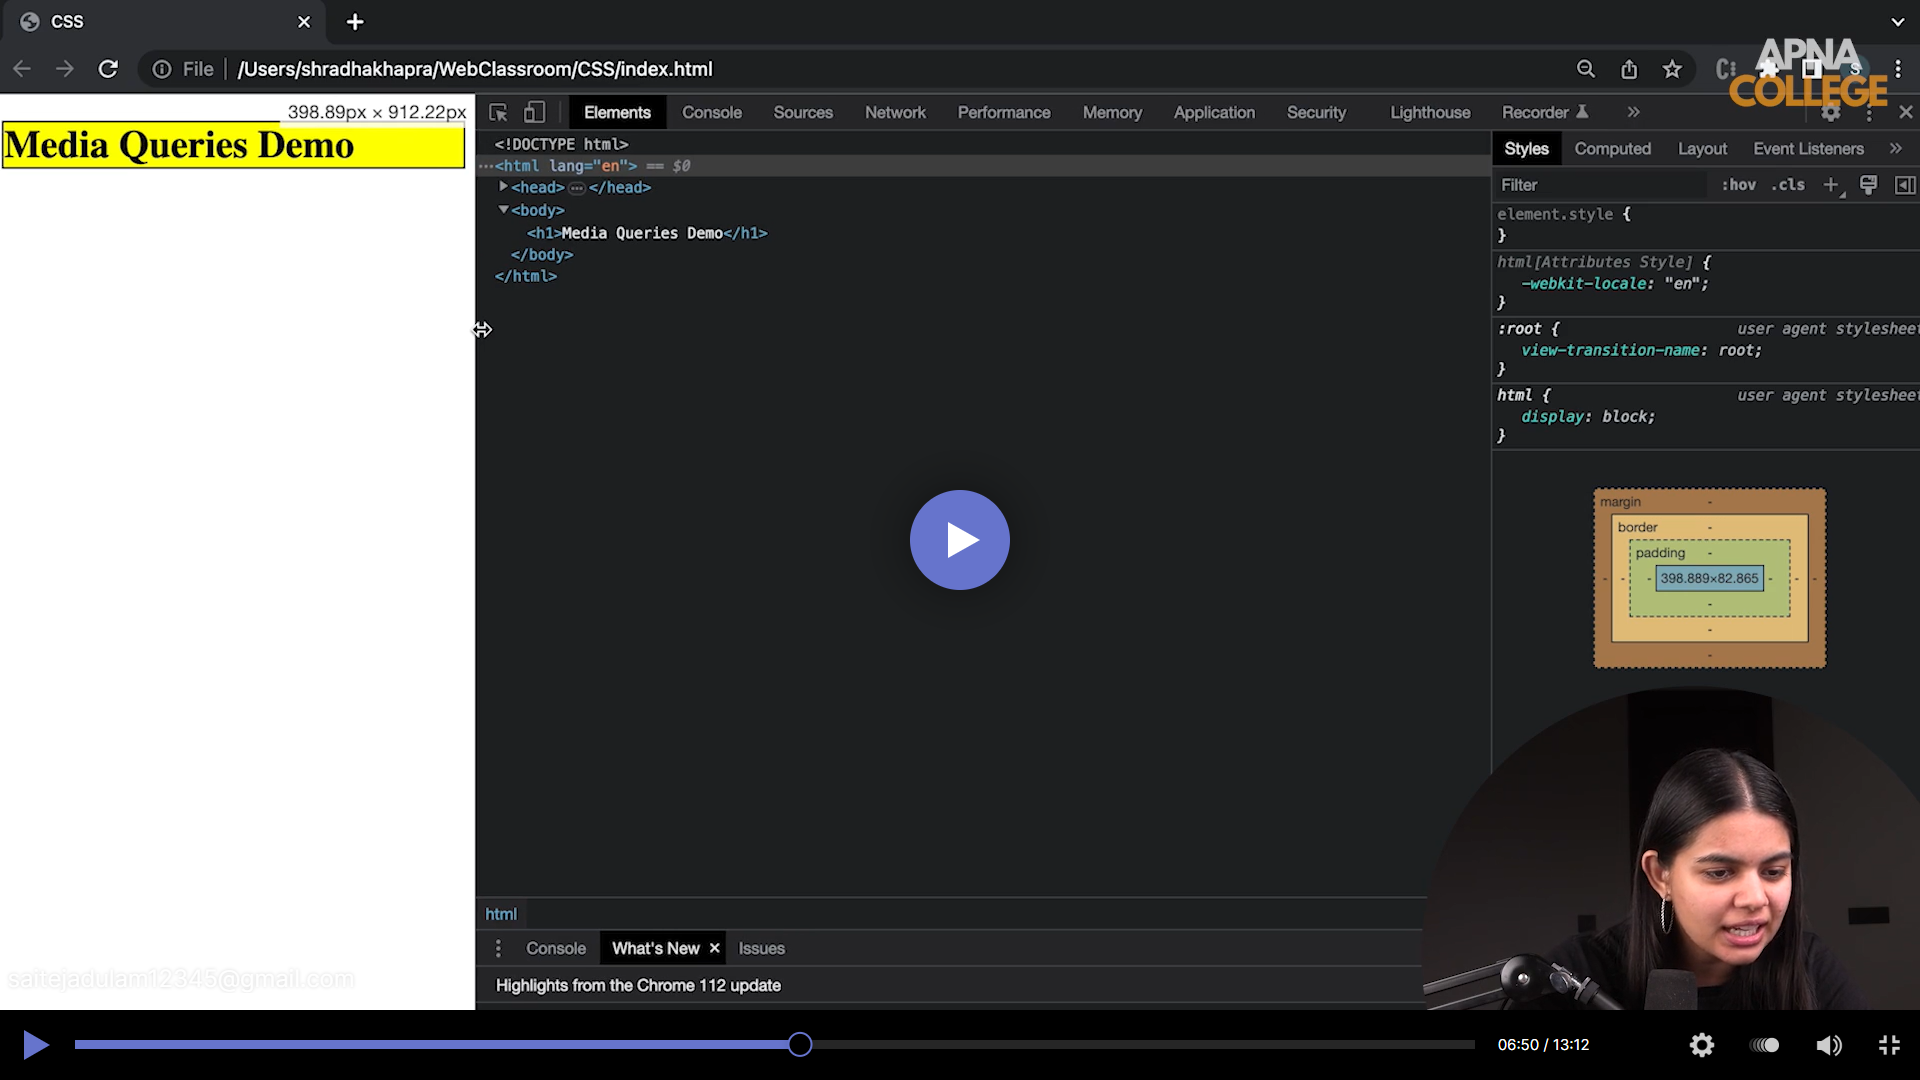 CSS
File
/Users/shradhakhapra/WebClassroom/CSS/index.html
APNA
COLLEGE
S
398.89px × 912.22px
Media Queries Demo
Elements Console Sources Network Performance Memory Application Security Lighthouse Recorder »
<!DOCTYPE html>
<html lang="en"> == $0
<head> … </head>
<body>
<h1>Media Queries Demo</h1>
</body>
</html>
Styles Computed Layout Event Listeners »
Filter :hov .cls +
element.style {
}
html[Attributes Style] {
-webkit-locale: "en";
}
:root { user agent stylesheet
view-transition-name: root;
}
html { user agent stylesheet
display: block;
}
margin -
border -
padding -
- - - 398.889×82.865 - - -
-
-
-
html
Console What's New × Issues
Highlights from the Chrome 112 update
saitejadulam12345@gmail.com
06:50 / 13:12